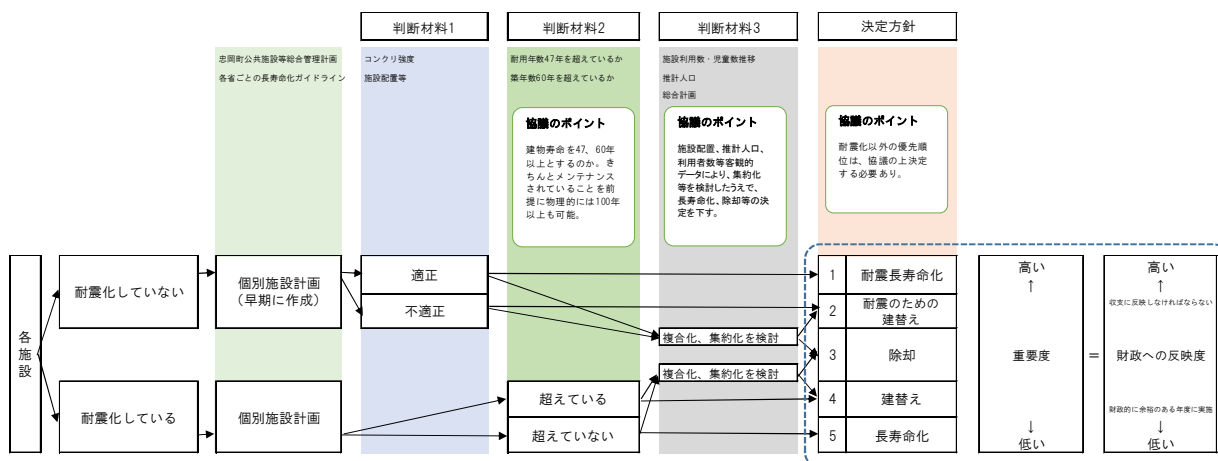 判断材料1
判断材料2
判断材料3
決定方針
忠岡町公共施設等総合管理計画
各省ごとの長寿命化ガイドライン
コンクリ強度
施設配置等
耐用年数47年を超えているか
築年数60年を超えているか
施設利用数・児童数推移
推計人口
総合計画
協議のポイント
建物寿命を47、60年
以上とするのか。き
ちんとメンテナンス
されていることを前
提に物理的には100年
以上も可能。
協議のポイント
施設配置、推計人口、
利用者数等客観的
データにより、集約化
等を検討したうえで、
長寿命化、除却等の決
定を下す。
協議のポイント
耐震化以外の優先順
位は、協議の上決定
する必要あり。
各施設
耐震化していない
個別施設計画
（早期に作成）
適正
不適正
複合化、集約化を検討
耐震化している
個別施設計画
超えている
超えていない
複合化、集約化を検討
1 耐震長寿命化
2 耐震のための
建替え
3 除却
4 建替え
5 長寿命化
高い
↑
重要度
↓
低い
＝
高い
↑
収支に反映しなければならない
財政への反映度
財政的に余裕のある年度に実施
↓
低い